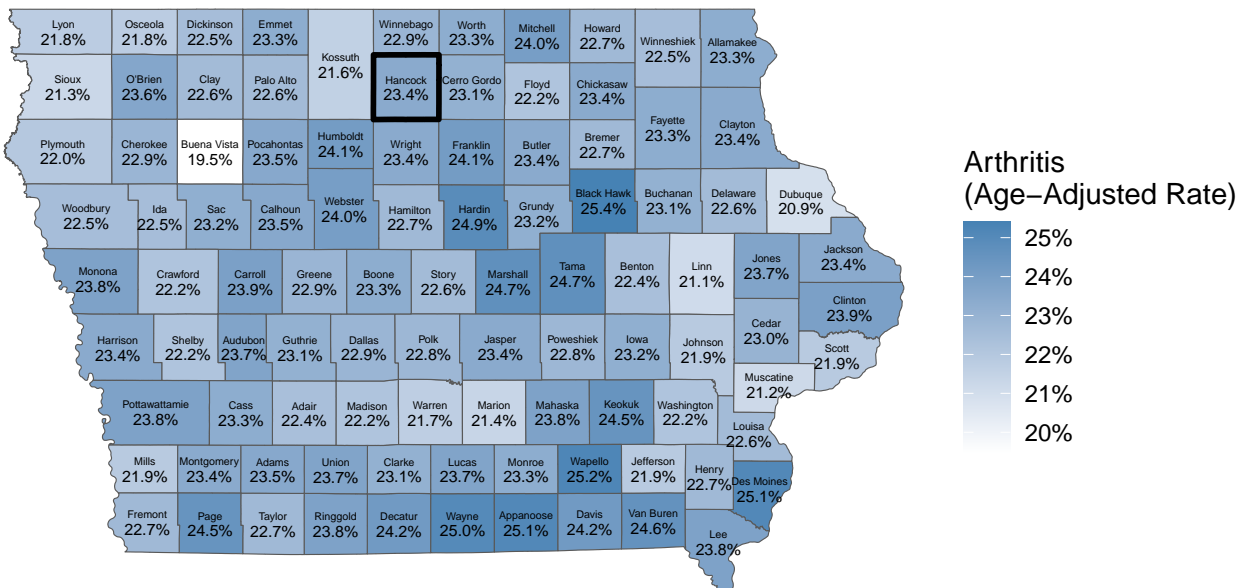 Lyon
21.8%
Osceola
21.8%
Dickinson
22.5%
Emmet
23.3%
Kossuth
21.6%
Winnebago
22.9%
Worth
23.3%
Mitchell
24.0%
Howard
22.7%
Winneshiek
22.5%
Allamakee
23.3%
Sioux
21.3%
O'Brien
23.6%
Clay
22.6%
Palo Alto
22.6%
Hancock
23.4%
Cerro Gordo
23.1%
Floyd
22.2%
Chickasaw
23.4%
Fayette
23.3%
Clayton
23.4%
Plymouth
22.0%
Cherokee
22.9%
Buena Vista
19.5%
Pocahontas
23.5%
Humboldt
24.1%
Wright
23.4%
Franklin
24.1%
Butler
23.4%
Bremer
22.7%
Woodbury
22.5%
Ida
22.5%
Sac
23.2%
Calhoun
23.5%
Webster
24.0%
Hamilton
22.7%
Hardin
24.9%
Grundy
23.2%
Black Hawk
25.4%
Buchanan
23.1%
Delaware
22.6%
Dubuque
20.9%
Monona
23.8%
Crawford
22.2%
Carroll
23.9%
Greene
22.9%
Boone
23.3%
Story
22.6%
Marshall
24.7%
Tama
24.7%
Benton
22.4%
Linn
21.1%
Jones
23.7%
Jackson
23.4%
Clinton
23.9%
Harrison
23.4%
Shelby
22.2%
Audubon
23.7%
Guthrie
23.1%
Dallas
22.9%
Polk
22.8%
Jasper
23.4%
Poweshiek
22.8%
Iowa
23.2%
Johnson
21.9%
Cedar
23.0%
Scott
21.9%
Muscatine
21.2%
Pottawattamie
23.8%
Cass
23.3%
Adair
22.4%
Madison
22.2%
Warren
21.7%
Marion
21.4%
Mahaska
23.8%
Keokuk
24.5%
Washington
22.2%
Louisa
22.6%
Mills
21.9%
Montgomery
23.4%
Adams
23.5%
Union
23.7%
Clarke
23.1%
Lucas
23.7%
Monroe
23.3%
Wapello
25.2%
Jefferson
21.9%
Henry
22.7%
Des Moines
25.1%
Fremont
22.7%
Page
24.5%
Taylor
22.7%
Ringgold
23.8%
Decatur
24.2%
Wayne
25.0%
Appanoose
25.1%
Davis
24.2%
Van Buren
24.6%
Lee
23.8%
Arthritis
(Age−Adjusted Rate)
25%
24%
23%
22%
21%
20%